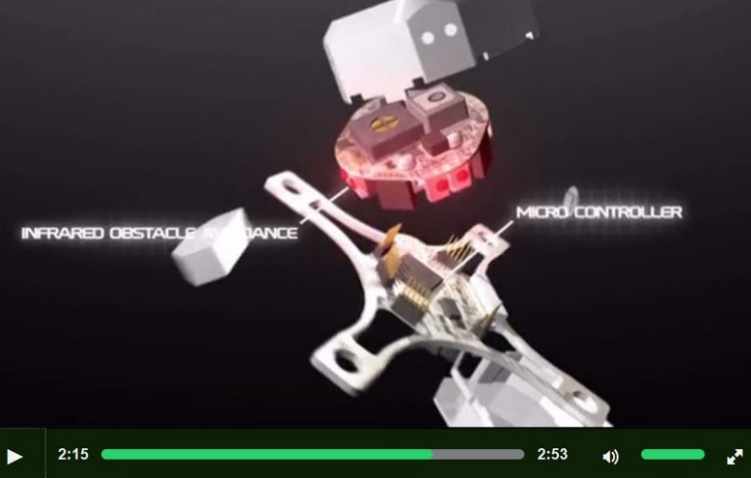 INFRARED OBSTACLE
MICRO CONTROLLER
2:15
2:53